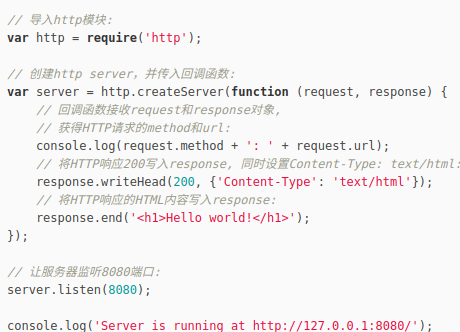 // 导入http模块:
var http = require('http');
// 创建http server，并传入回调函数:
var server = http.createServer(function (request, response) {
// 回调函数接收request和response对象,
// 获得HTTP请求的method和url:
console.log(request.method + ': ' + request.url);
// 将HTTP响应200写入response, 同时设置Content-Type: text/html:
response.writeHead(200, {'Content-Type': 'text/html'});
// 将HTTP响应的HTML内容写入response:
response.end('<h1>Hello world!</h1>');
});
// 让服务器监听8080端口:
server.listen(8080);
console.log('Server is running at http://127.0.0.1:8080/');